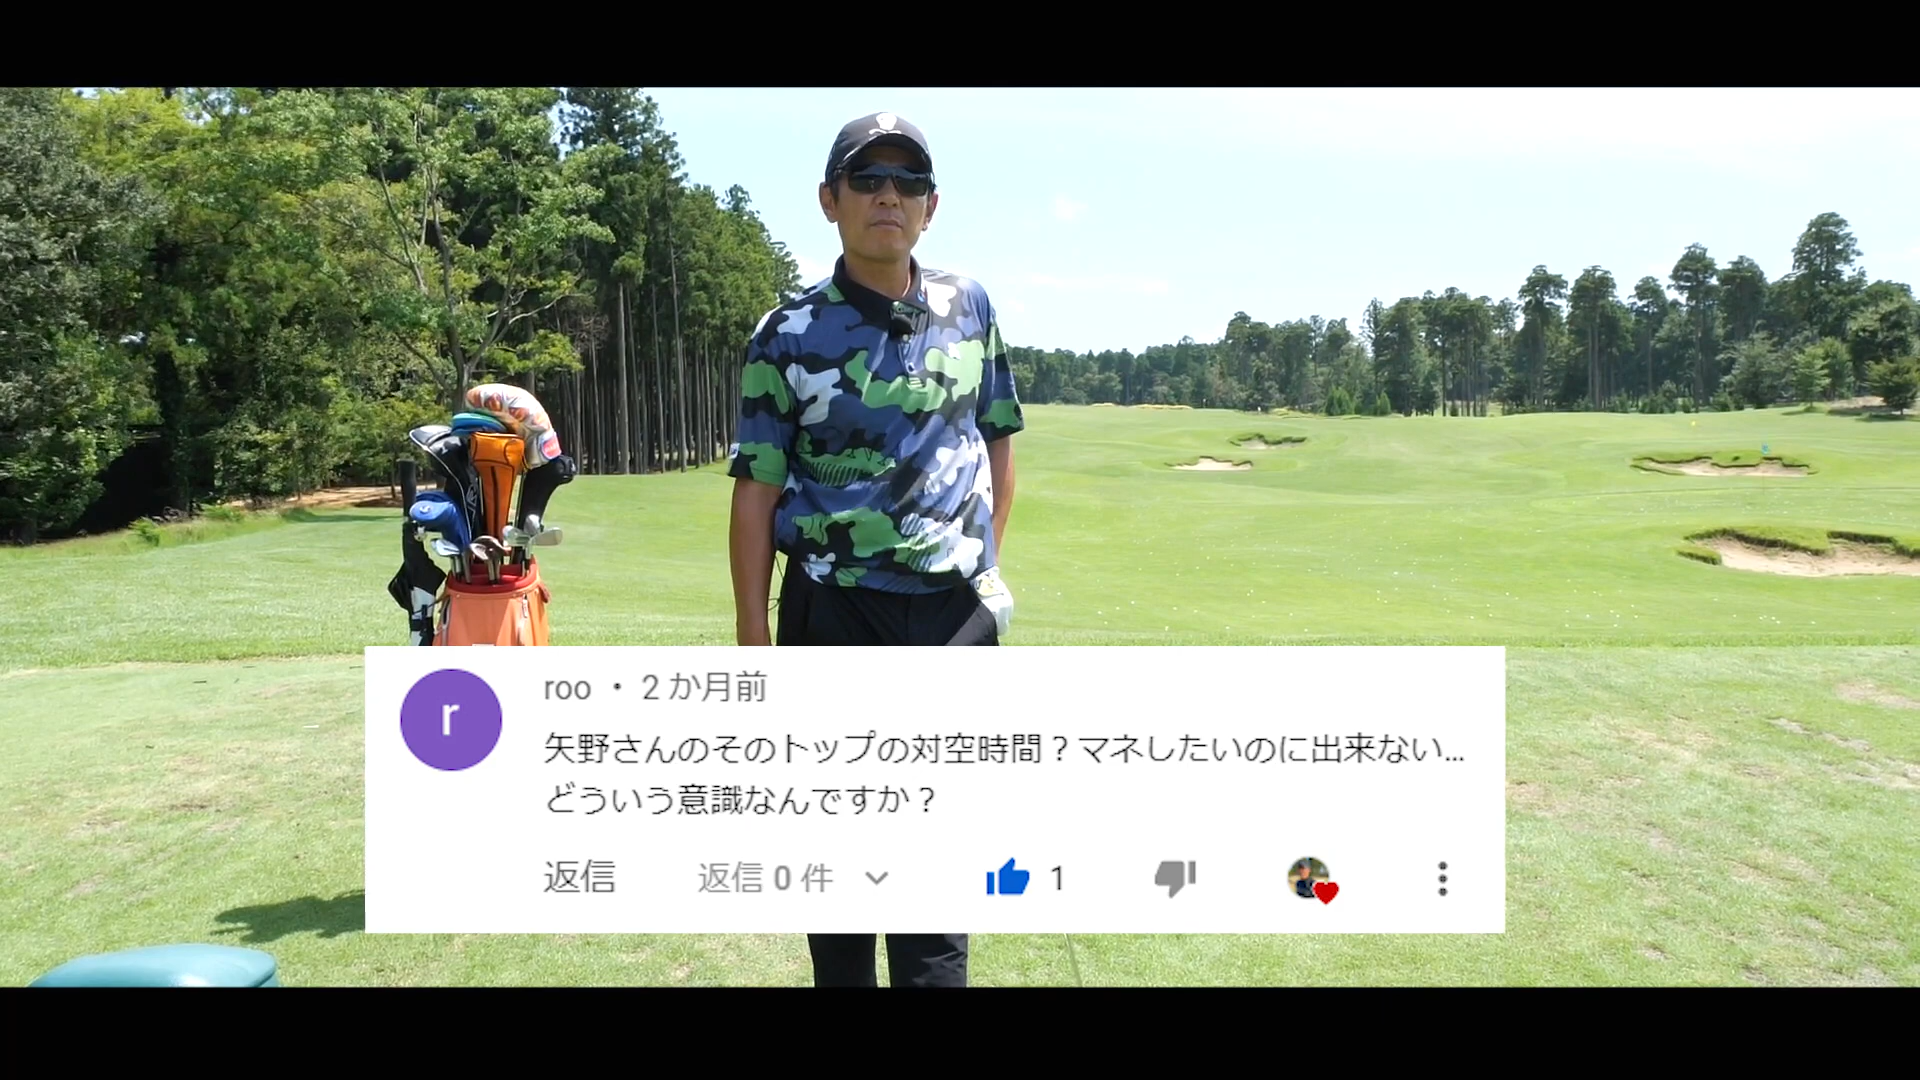 roo ・ 2 か月前
r
矢野さんのそのトップの対空時間？マネしたいのに出来ない...
どういう意識なんですか？
返信 返信 0 件 1